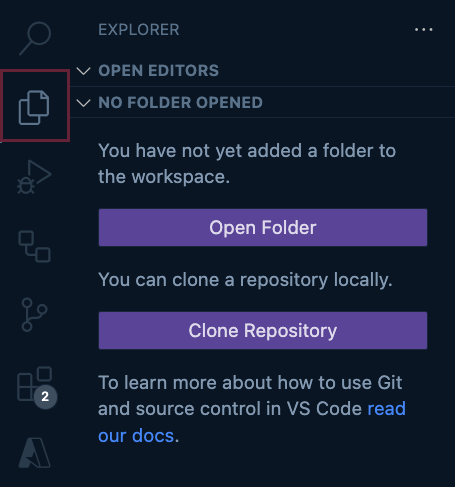 EXPLORER
OPEN EDITORS
NO FOLDER OPENED
You have not yet added a folder to
the workspace.
Open Folder
You can clone a repository locally.
Clone Repository
2
To learn more about how to use Git
and source control in VS Code read
our docs.